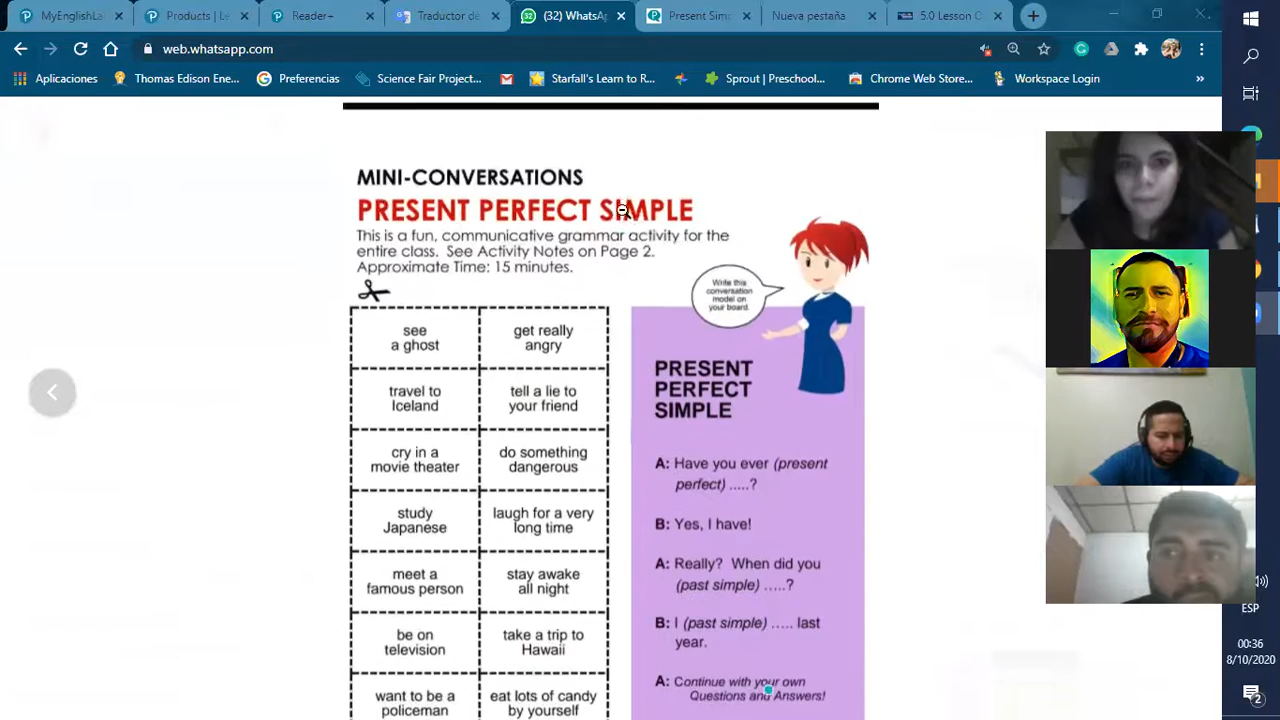 MyEnglishLa
Products | Le
Reader+
Traductor de
(32) WhatsA
Present Sim
Nueva pestaña
5.0 Lesson C
web.whatsapp.com
Aplicaciones
Thomas Edison Ene...
Preferencias
Science Fair Project...
Starfall's Learn to R...
Sprout | Preschool...
Chrome Web Store...
Workspace Login
»
MINI-CONVERSATIONS
PRESENT PERFECT SIMPLE
This is a fun, communicative grammar activity for the
entire class. See Activity Notes on Page 2.
Approximate Time: 15 minutes.
Write this
conversation
model on
your board.
see
a ghost
get really
angry
travel to
Iceland
tell a lie to
your friend
cry in a
movie theater
do something
dangerous
study
Japanese
laugh for a very
long time
meet a
famous person
stay awake
all night
be on
television
take a trip to
Hawaii
want to be a
policeman
eat lots of candy
by yourself
PRESENT
PERFECT
SIMPLE
A: Have you ever (present
perfect) .....?
B: Yes, I have!
A: Really? When did you
(past simple) .....?
B: I (past simple) ..... last
year.
A: Continue with your own
Questions and Answers!
ESP
00:36
8/10/2020
2